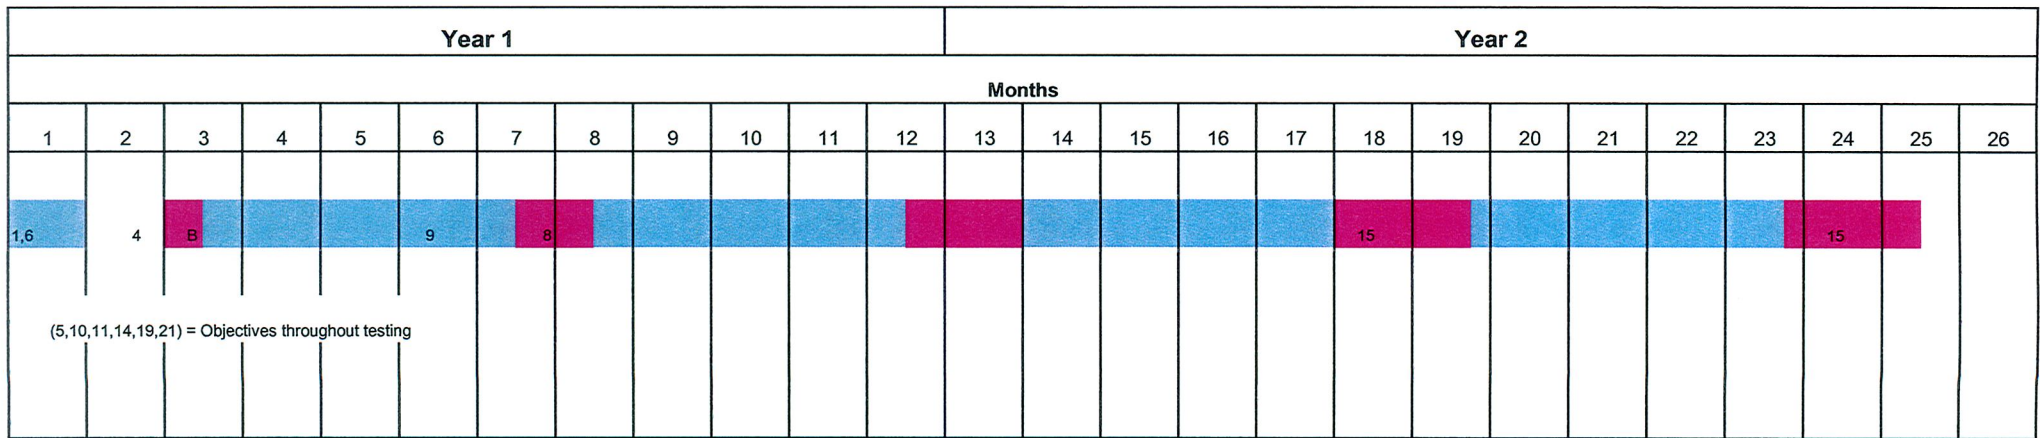 Year 1 Year 2
Months
1 2 3 4 5 6 7 8 9 10 11 12 13 14 15 16 17 18 19 20 21 22 23 24 25 26
1,6 4 B 9 8 15 15
(5,10,11,14,19,21) = Objectives throughout testing